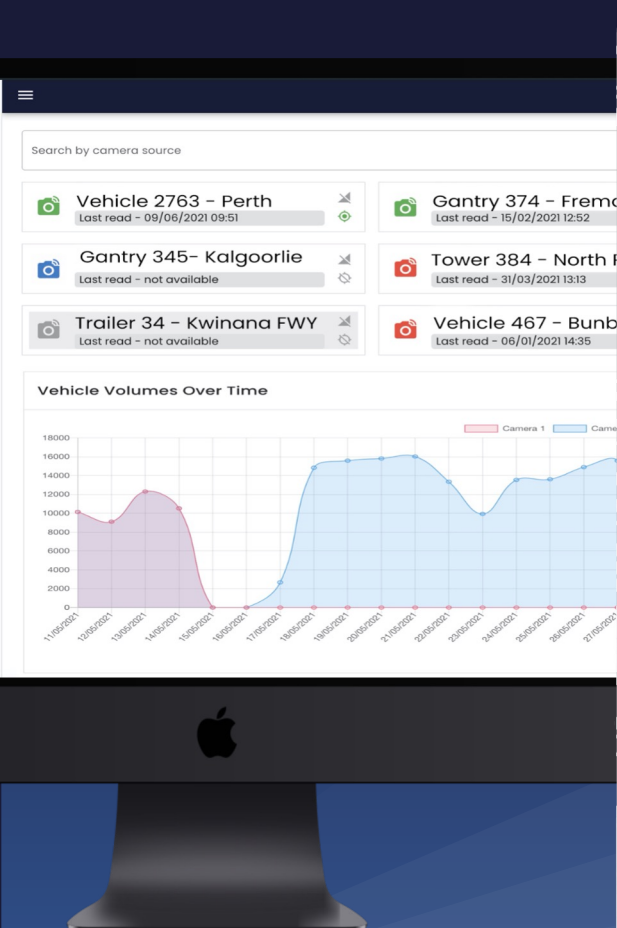 Search by camera source
Vehicle 2763 – Perth
Last read - 09/06/2021 09:51
Gantry 374 – Fremo
Last read - 15/02/2021 12:52
Gantry 345– Kalgoorlie
Last read - not available
Tower 384 – North
Last read - 31/03/2021 13:13
Trailer 34 – Kwinana FWY
Last read - not available
Vehicle 467 – Bunb
Last read - 06/01/2021 14:35
Vehicle Volumes Over Time
Camera 1 Came
18000
16000
14000
12000
10000
8000
6000
4000
2000
0
11/05/2021 12/05/2021 13/05/2021 14/05/2021 15/05/2021 16/05/2021 17/05/2021 18/05/2021 19/05/2021 20/05/2021 21/05/2021 22/05/2021 23/05/2021 24/05/2021 25/05/2021 26/05/2021 27/05/2021